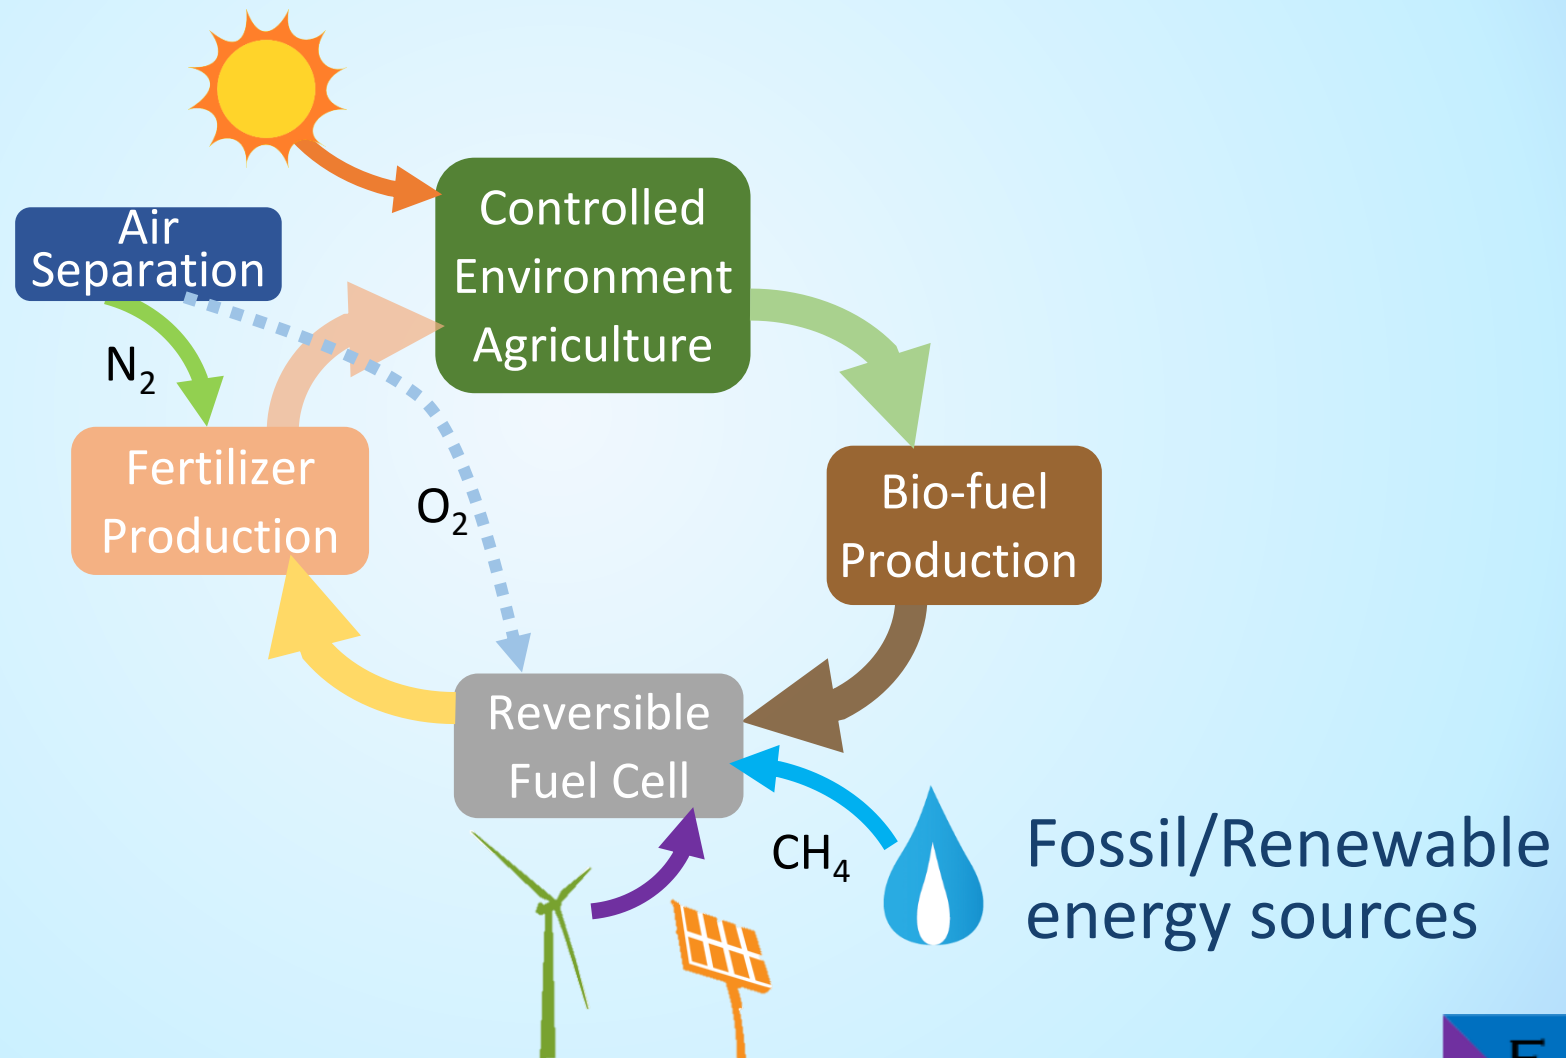 Controlled
Environment
Agriculture
Air
Separation
N₂
Fertilizer
Production
O₂
Bio-fuel
Production
Reversible
Fuel Cell
CH₄
Fossil/Renewable
energy sources